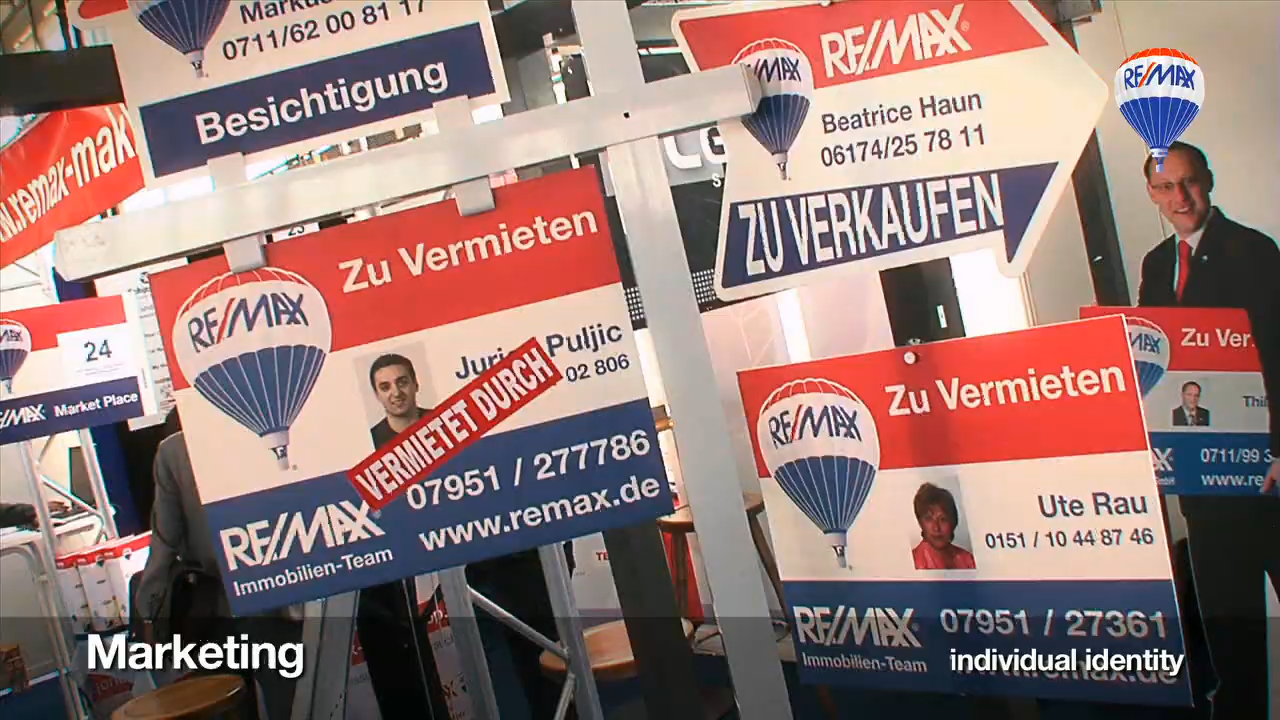 Markus
0711/62 00 81 17
Besichtigung
w.remax-mak
RE/MAX
Beatrice Haun
06174/25 78 11
ZU VERKAUFEN
RE/MAX
RE/MAX
23
Zu Vermieten
RE/MAX
Puljic
02 806
VERMIETET DURCH
07951 / 277786
www.remax.de
RE/MAX
Immobilien-Team
24
Market Place
Zu Vermieten
RE/MAX
Ute Rau
0151 / 10 44 87 46
RE/MAX
Immobilien-Team
07951 / 27361
Zu Ver
0711/99 3
www.re
Marketing
individual identity